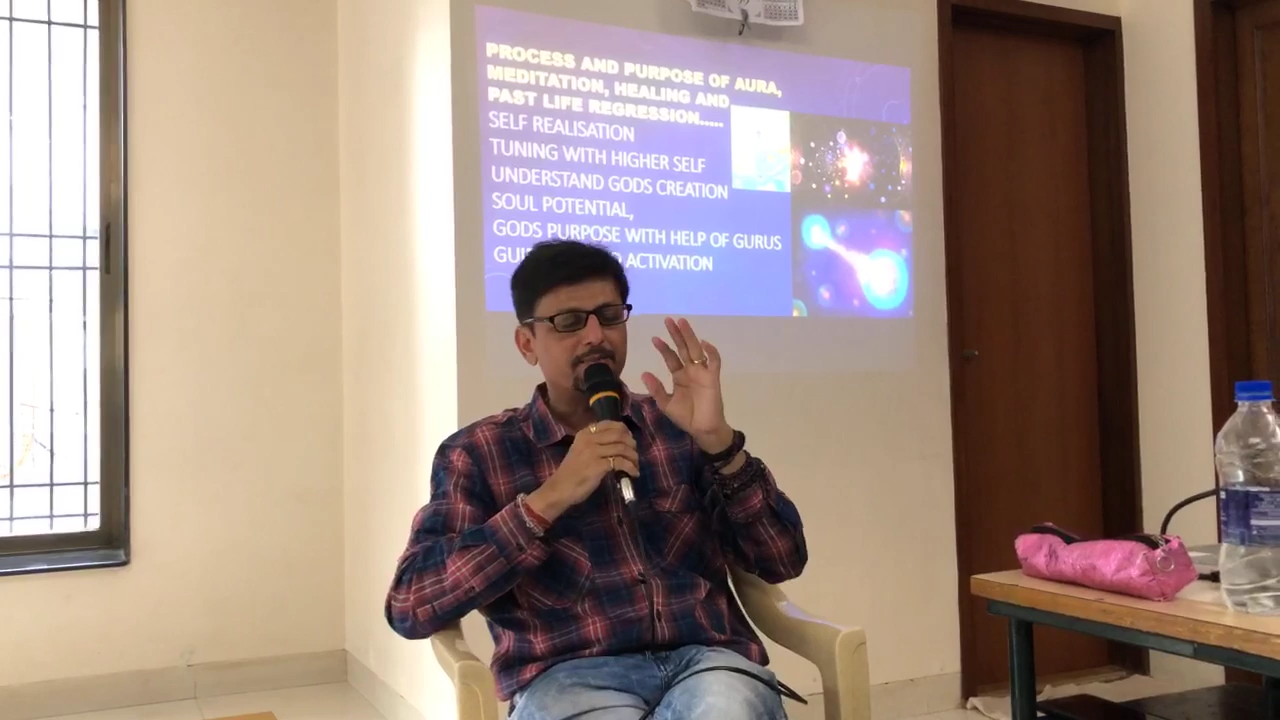 PROCESS AND PURPOSE OF AURA,
MEDITATION, HEALING AND
PAST LIFE REGRESSION.....
SELF REALISATION
TUNING WITH HIGHER SELF
UNDERSTAND GODS CREATION
SOUL POTENTIAL,
GODS PURPOSE WITH HELP OF GURUS
ACTIVATION